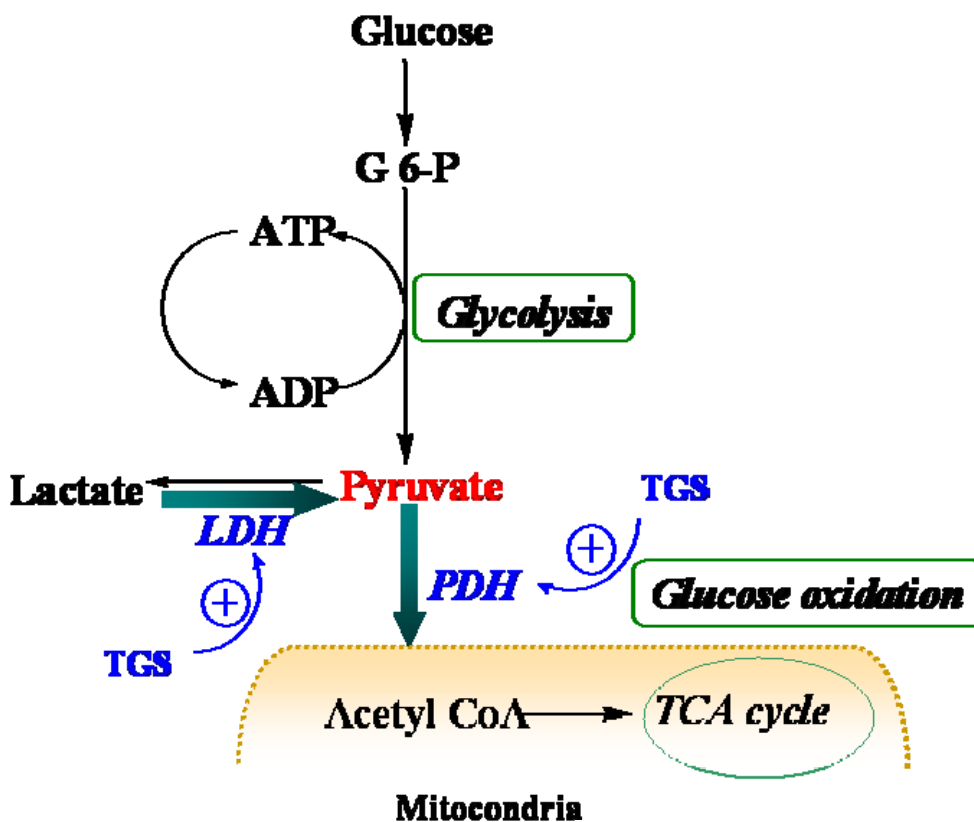 Glucose
G 6-P
ATP
Glycolysis
ADP
Lactate
Pyruvate
TGS
LDH
+
PDH
+
Glucose oxidation
TGS
Acetyl CoA
TCA cycle
Mitocondria